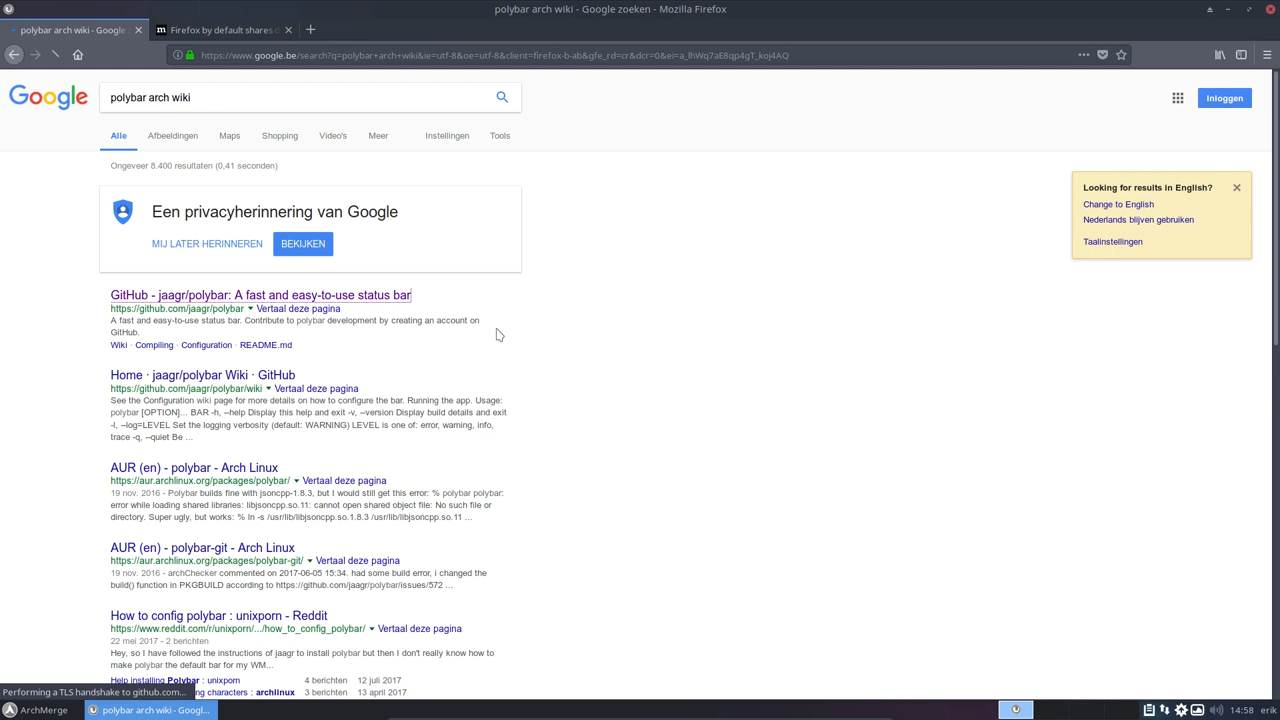 polybar arch wiki - Google zoeken - Mozilla Firefox
polybar arch wiki - Google
Firefox by default shares d
https://www.google.be/search?q=polybar+arch+wiki&ie=utf-8&oe=utf-8&client=firefox-b-ab&gfe_rd=cr&dcr=0&ei=a_lhWq7aE8qp4gT_koj4AQ
Google
polybar arch wiki
Inloggen
Alle Afbeeldingen Maps Shopping Video's Meer Instellingen Tools
Ongeveer 8.400 resultaten (0,41 seconden)
Een privacyherinnering van Google
MIJ LATER HERINNEREN BEKIJKEN
Looking for results in English?
Change to English
Nederlands blijven gebruiken
Taalinstellingen
GitHub - jaagr/polybar: A fast and easy-to-use status bar
https://github.com/jaagr/polybar Vertaal deze pagina
A fast and easy-to-use status bar. Contribute to polybar development by creating an account on
GitHub.
Wiki · Compiling · Configuration · README.md
Home · jaagr/polybar Wiki · GitHub
https://github.com/jaagr/polybar/wiki Vertaal deze pagina
See the Configuration wiki page for more details on how to configure the bar. Running the app. Usage:
polybar [OPTION]... BAR -h, --help Display this help and exit -v, --version Display build details and exit
-l, --log=LEVEL Set the logging verbosity (default: WARNING) LEVEL is one of: error, warning, info,
trace -q, --quiet Be ...
AUR (en) - polybar - Arch Linux
https://aur.archlinux.org/packages/polybar/ Vertaal deze pagina
19 nov. 2016 - Polybar builds fine with jsoncpp-1.8.3, but I would still get this error: % polybar polybar:
error while loading shared libraries: libjsoncpp.so.11: cannot open shared object file: No such file or
directory. Super ugly, but works: % ln -s /usr/lib/libjsoncpp.so.1.8.3 /usr/lib/libjsoncpp.so.11 ...
AUR (en) - polybar-git - Arch Linux
https://aur.archlinux.org/packages/polybar-git/ Vertaal deze pagina
19 nov. 2016 - archChecker commented on 2017-06-05 15:34. had some build error, i changed the
build() function in PKGBUILD according to https://github.com/jaagr/polybar/issues/572 ...
How to config polybar : unixporn - Reddit
https://www.reddit.com/r/unixporn/.../how_to_config_polybar/ Vertaal deze pagina
22 mei 2017 - 2 berichten
Hey, so I have followed the instructions of jaagr to install polybar but then I don't really know how to
make polybar the default bar for my WM...
Help installing Polybar : unixporn 4 berichten 12 juli 2017
ng characters : archlinux 3 berichten 13 april 2017
Performing a TLS handshake to github.com...
ArchMerge
polybar arch wiki - Googl...
14:58 erik